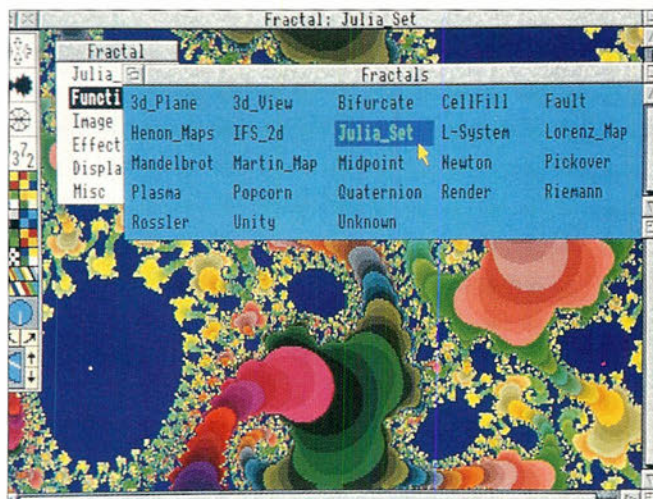 Fractal: Julia_Set
Fractal
Fractals
Julia_
Functi
Image
Effect
Displa
Misc
3d_Plane 3d_View Bifurcate CellFill Fault
Henon_Maps IFS_2d Julia_Set L-System Lorenz_Map
Mandelbrot Martin_Map Midpoint Newton Pickover
Plasma Popcorn Quaternion Render Riemann
Rossler Unity Unknown